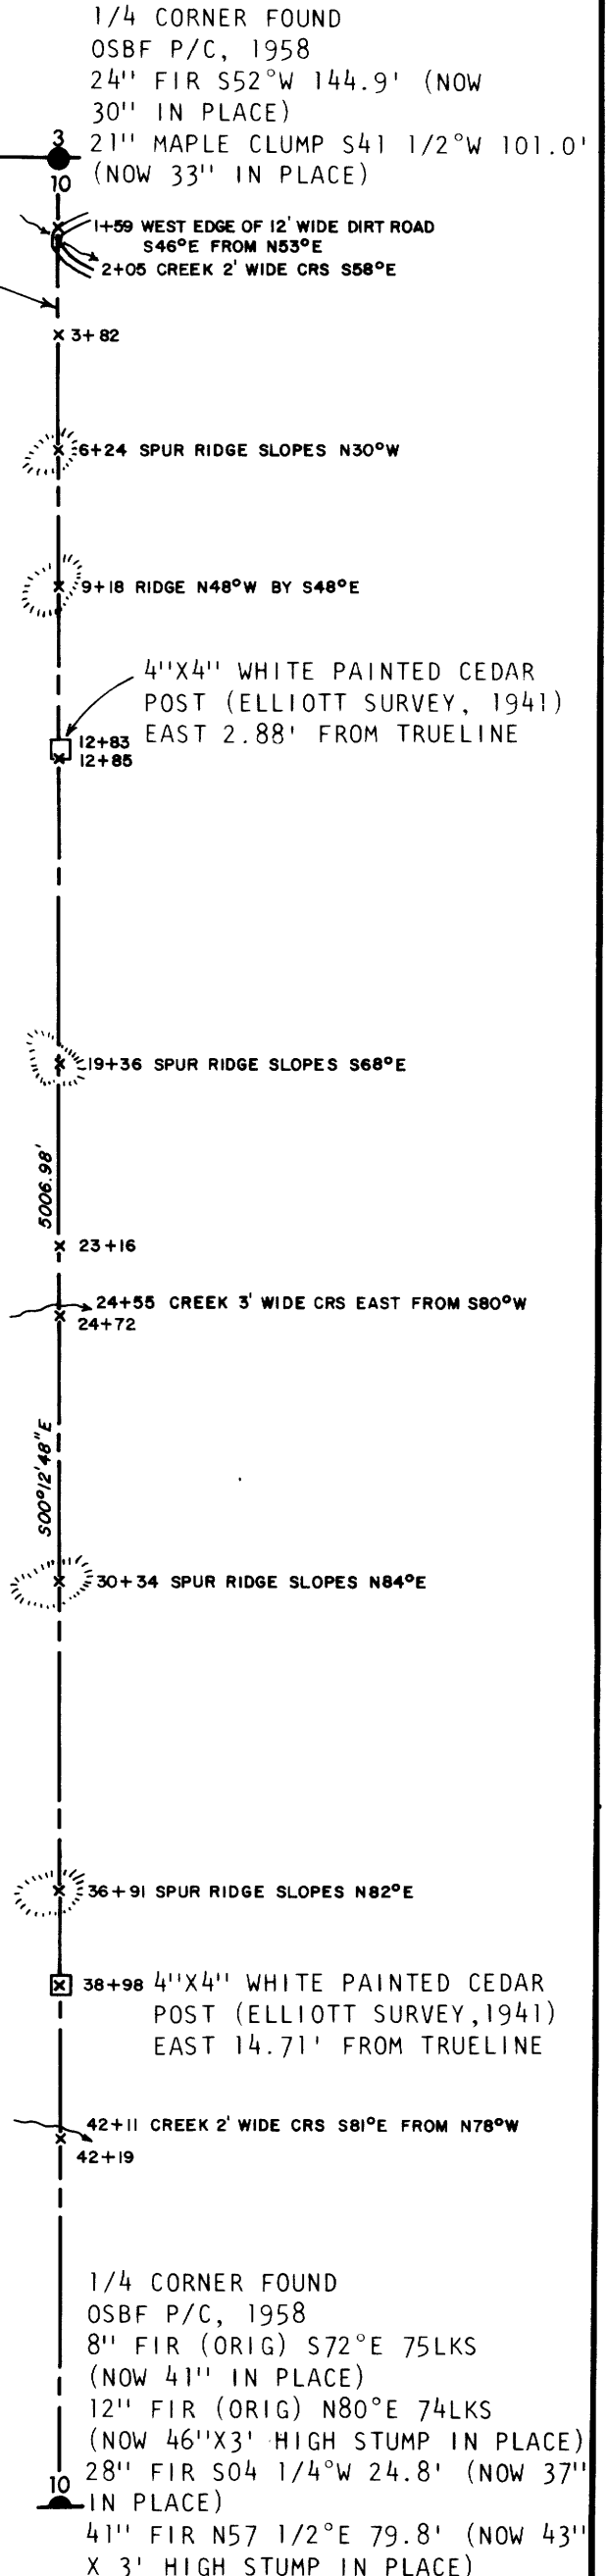 1/4 CORNER FOUND
OSBF P/C, 1958
24" FIR S52°W 144.9' (NOW
30" IN PLACE)
3
21" MAPLE CLUMP S41 1/2°W 101.0'
10
(NOW 33" IN PLACE)
1+59 WEST EDGE OF 12' WIDE DIRT ROAD
S46°E FROM N53°E
2+05 CREEK 2' WIDE CRS S58°E
3+82
6+24 SPUR RIDGE SLOPES N30°W
9+18 RIDGE N48°W BY S48°E
4"X4" WHITE PAINTED CEDAR
POST (ELLIOTT SURVEY, 1941)
EAST 2.88' FROM TRUELINE
12+83
12+85
19+36 SPUR RIDGE SLOPES S68°E
5006.98'
23+16
24+55 CREEK 3' WIDE CRS EAST FROM S80°W
24+72
S00°12'48"E
30+34 SPUR RIDGE SLOPES N84°E
36+91 SPUR RIDGE SLOPES N82°E
38+98 4"X4" WHITE PAINTED CEDAR
POST (ELLIOTT SURVEY,1941)
EAST 14.71' FROM TRUELINE
42+11 CREEK 2' WIDE CRS S81°E FROM N78°W
42+19
1/4 CORNER FOUND
OSBF P/C, 1958
8" FIR (ORIG) S72°E 75LKS
(NOW 41" IN PLACE)
12" FIR (ORIG) N80°E 74LKS
(NOW 46"X3' HIGH STUMP IN PLACE)
10
28" FIR S04 1/4°W 24.8' (NOW 37"
IN PLACE)
41" FIR N57 1/2°E 79.8' (NOW 43"
X 3' HIGH STUMP IN PLACE)